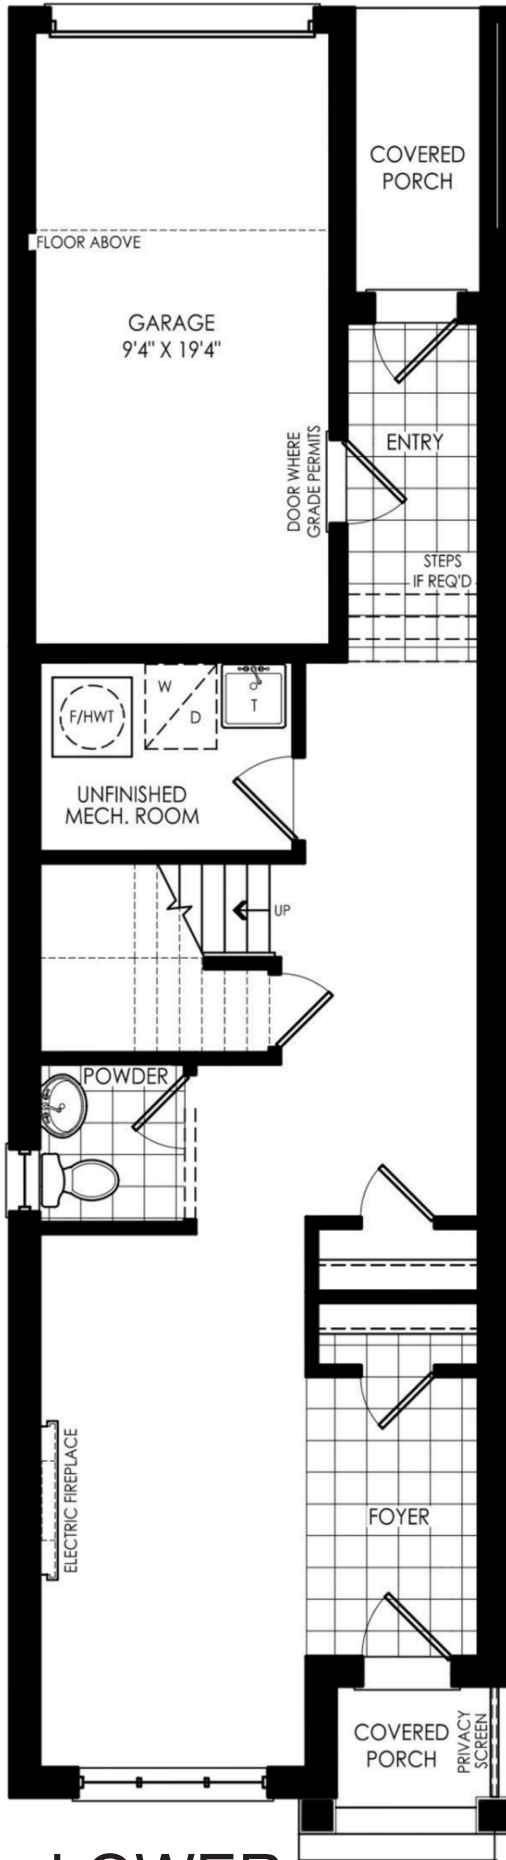 COVERED
PORCH
FLOOR ABOVE
GARAGE
9'4" X 19'4"
DOOR WHERE
GRADE PERMITS
ENTRY
STEPS
IF REQ'D
W
D
T
F/HWT
UNFINISHED
MECH. ROOM
UP
POWDER
ELECTRIC FIREPLACE
FOYER
COVERED
PORCH
PRIVACY
SCREEN
LOWER